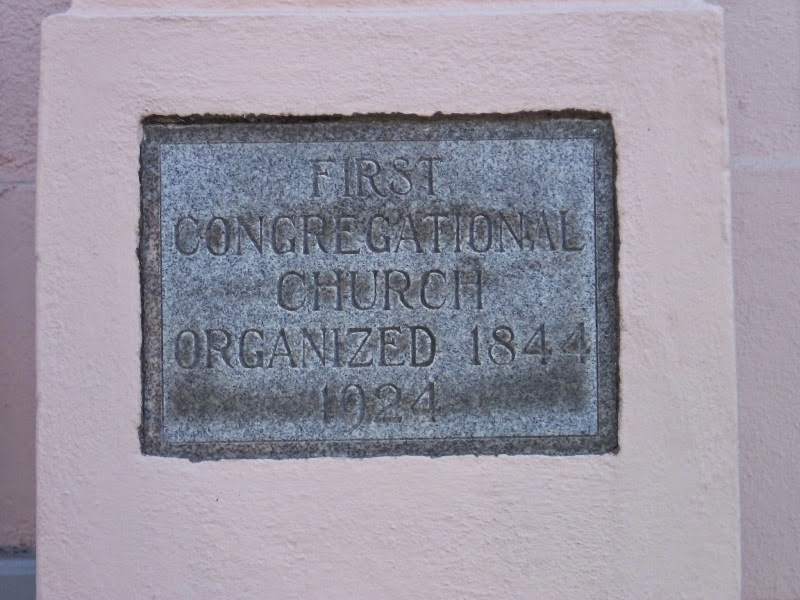 FIRST
CONGREGATIONAL
CHURCH
ORGANIZED 1844
1924